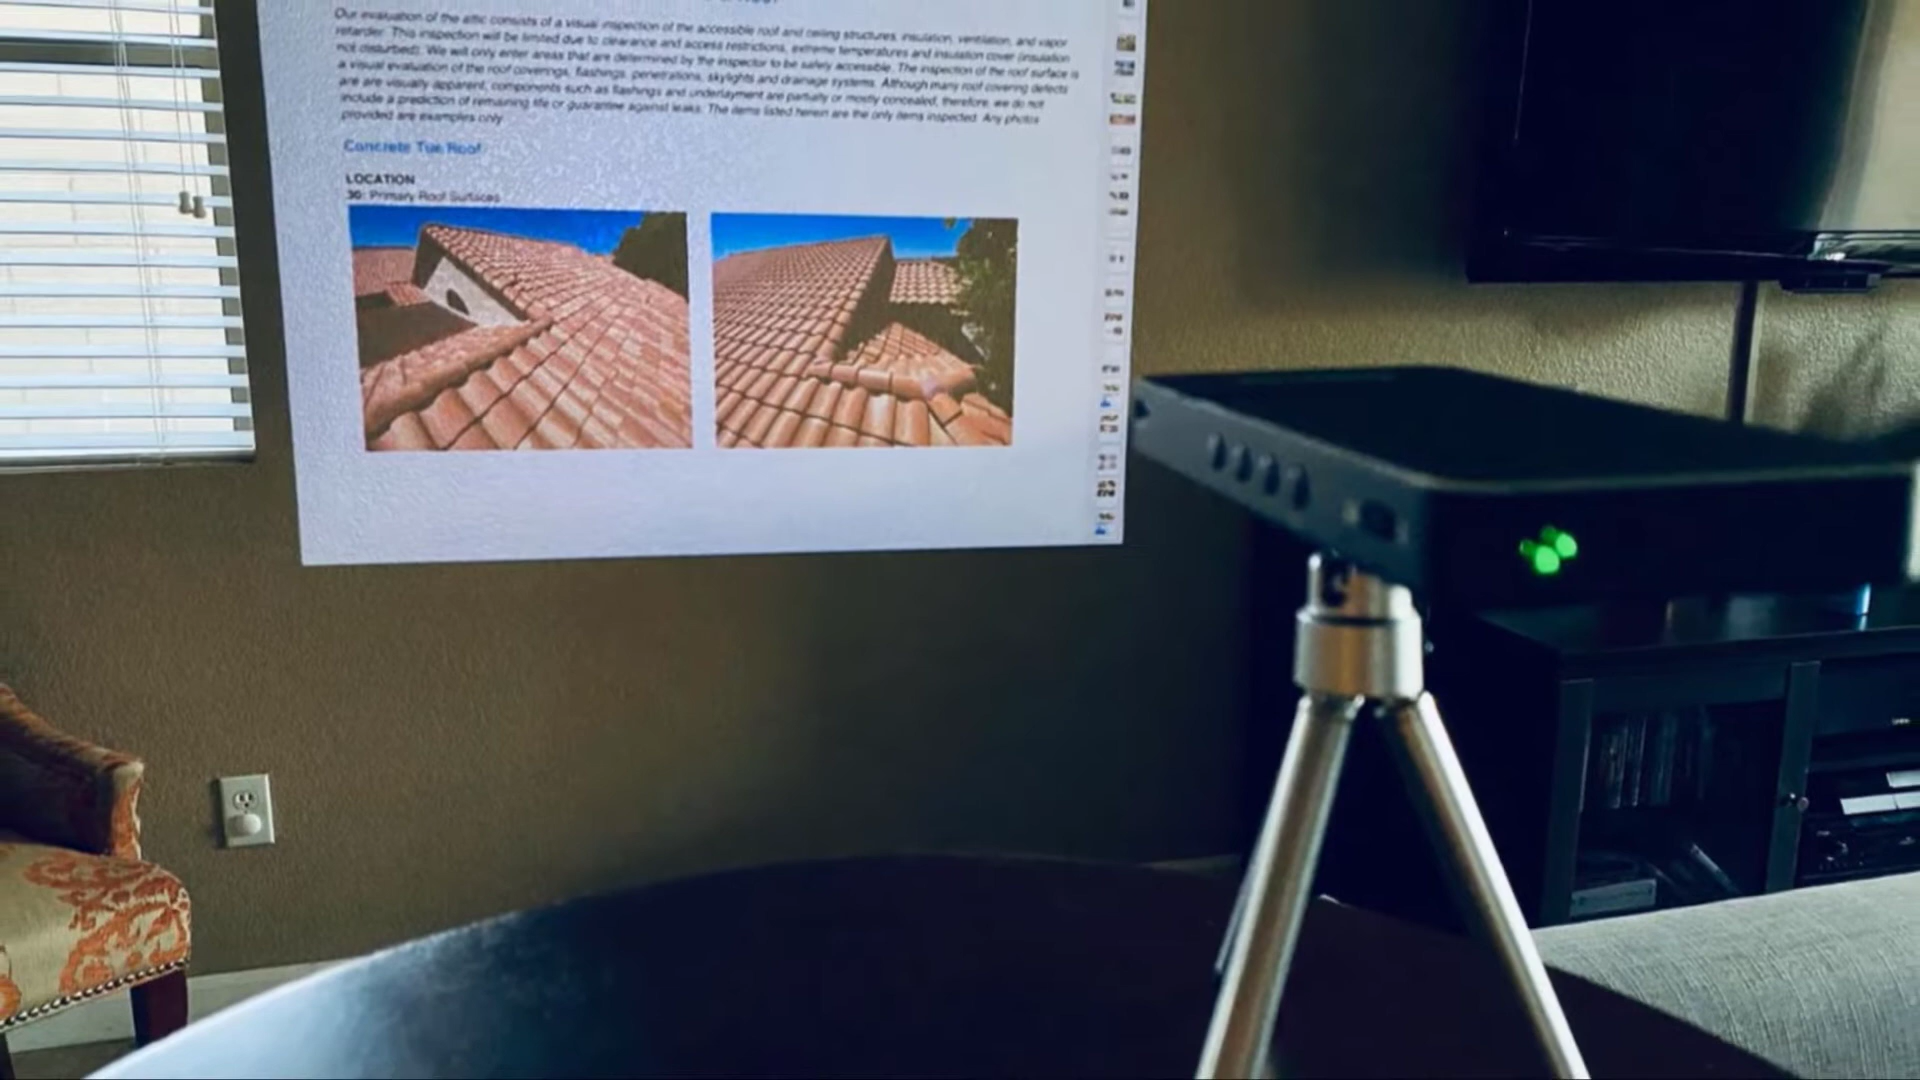 Our evaluation of the attic consists of a visual inspection of the accessible roof and ceiling structures, insulation, ventilation, and vapor
retarder. This inspection will be limited due to clearance and access restrictions, extreme temperatures and insulation cover (insulation
not disturbed). We will only enter areas that are determined by the inspector to be safely accessible. The inspection of the roof surface is
a visual evaluation of the roof coverings, flashings, penetrations, skylights and drainage systems. Although many roof covering defects
are are visually apparent, components such as flashings and underlayment are partially or mostly concealed, therefore, we do not
include a prediction of remaining life or guarantee against leaks. The items listed herein are the only items inspected. Any photos
provided are examples only.
Concrete Tile Roof
LOCATION
30: Primary Roof Surfaces